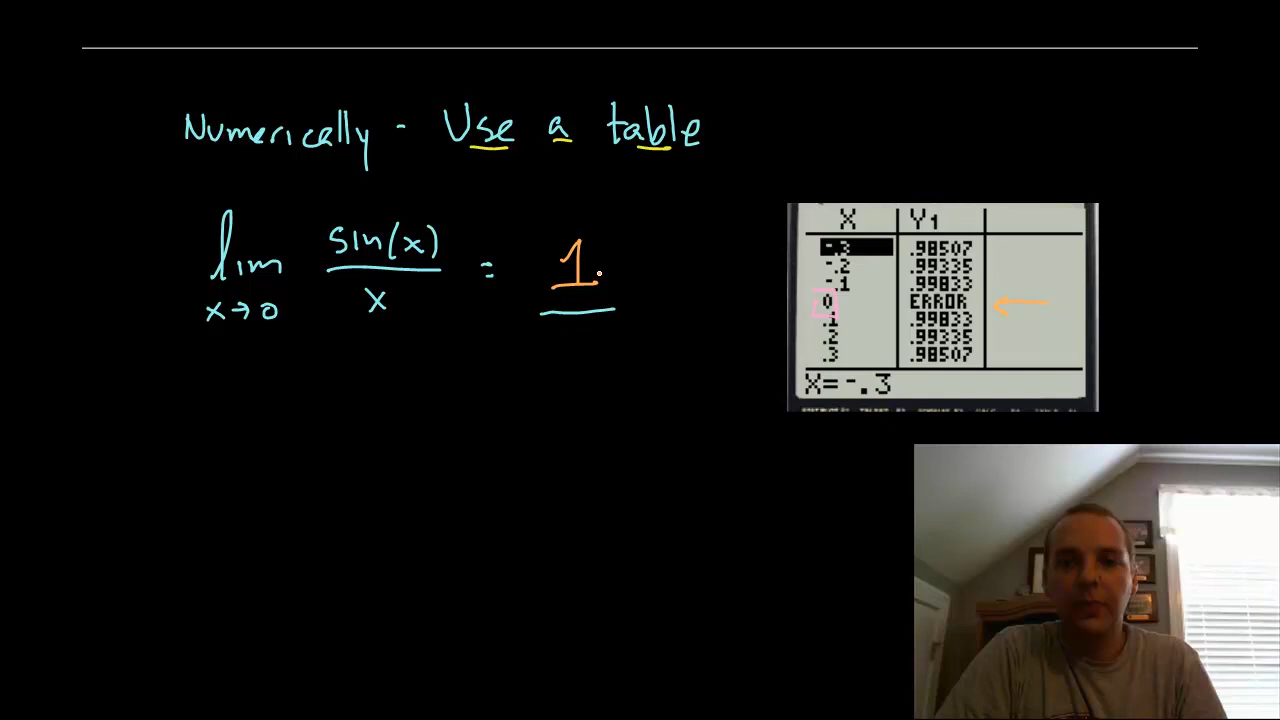 Numerically - Use a table
lim x→0 sin(x)/x = 1.
X Y1
-.3 .98507
-.2 .99335
-.1 .99833
0 ERROR
.1 .99833
.2 .99335
.3 .98507
X=-.3